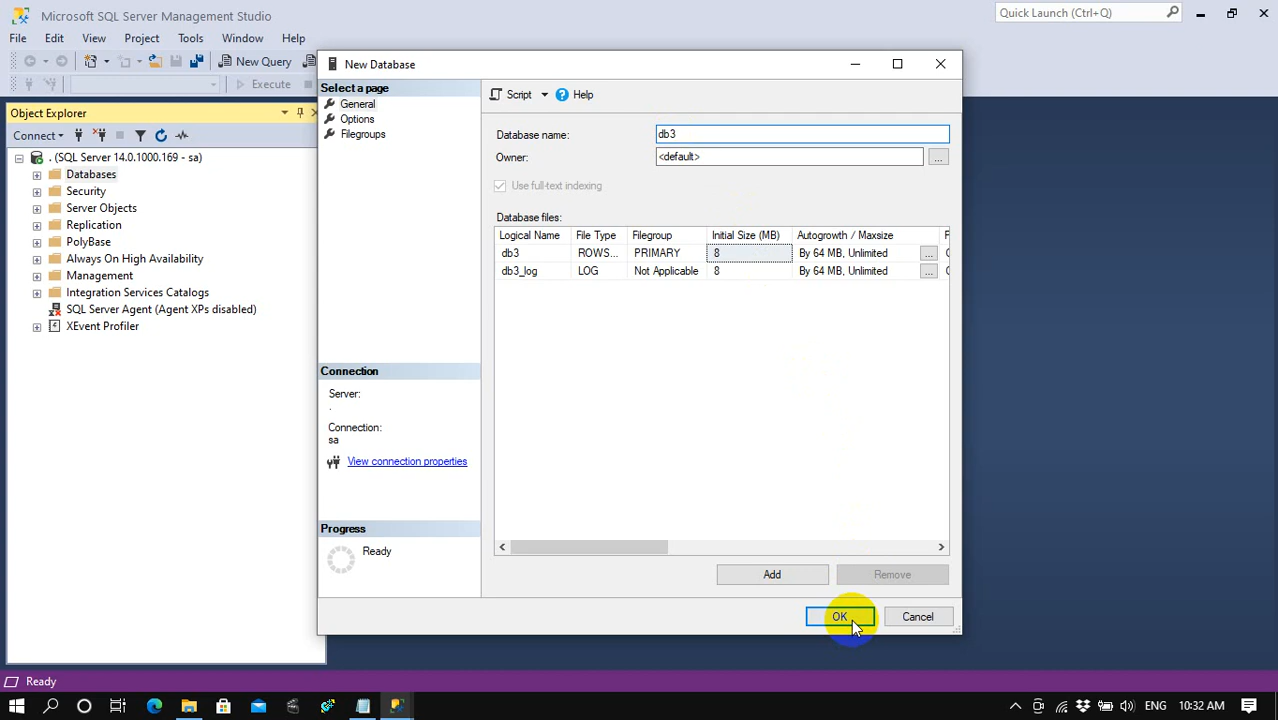 Microsoft SQL Server Management Studio
Quick Launch (Ctrl+Q)
File Edit View Project Tools Window Help
New Query
Execute
Object Explorer
Connect
. (SQL Server 14.0.1000.169 - sa)
Databases
Security
Server Objects
Replication
PolyBase
Always On High Availability
Management
Integration Services Catalogs
SQL Server Agent (Agent XPs disabled)
XEvent Profiler
New Database
Select a page
General
Options
Filegroups
Connection
Server:
.
Connection:
sa
View connection properties
Progress
Ready
Script Help
Database name: db3
Owner: <default> ...
Use full-text indexing
Database files:
Logical Name File Type Filegroup Initial Size (MB) Autogrowth / Maxsize
db3 ROWS... PRIMARY 8 By 64 MB, Unlimited ...
db3_log LOG Not Applicable 8 By 64 MB, Unlimited ...
Add Remove
OK Cancel
Ready
ENG 10:32 AM